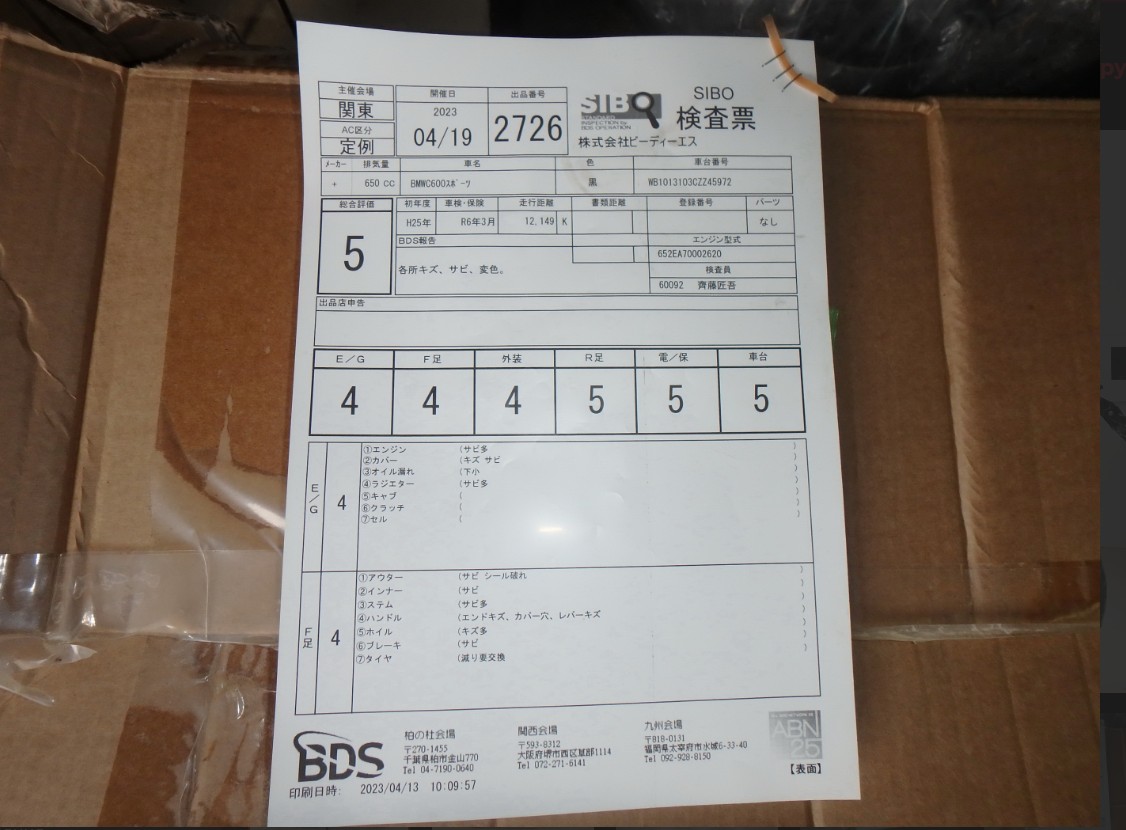 主催会場
関東
AC区分
定例
開催日
2023
04/19
出品番号
2726
SIBO
SIBO
検査票
株式会社ビーディーエス
メーカー 排気量 車名 色 車台番号
+ 650 CC BMWC600スポーツ 黒 WB1013103CZZ45972
総合評価
5
初年度 車検・保険 走行距離 書類距離 登録番号 パーツ
H25年 R6年3月 12,149 K なし
BDS報告
各所キズ、サビ、変色。
エンジン型式
652EA70002620
検査員
60092 齊藤匠吾
出品店申告
E/G F足 外装 R足 電/保 車台
4 4 4 5 5 5
E/G
4
①エンジン (サビ多 )
②カバー (キズ サビ )
③オイル漏れ (下小 )
④ラジエター (サビ多 )
⑤キャブ ( )
⑥クラッチ ( )
⑦セル ( )
F足
4
①アウター (サビ シール破れ )
②インナー (サビ )
③ステム (サビ多 )
④ハンドル (エンドキズ、カバー穴、レバーキズ )
⑤ホイル (キズ多 )
⑥ブレーキ (サビ )
⑦タイヤ (減り要交換 )
BDS
柏の杜会場
〒270-1455
千葉県柏市金山770
Tel 04-7190-0640
関西会場
〒593-8312
大阪府堺市西区草部1114
Tel 072-271-6141
九州会場
〒818-0131
福岡県太宰府市水城6-33-40
Tel 092-928-8150
ABN
25
【表面】
印刷日時: 2023/04/13 10:09:57